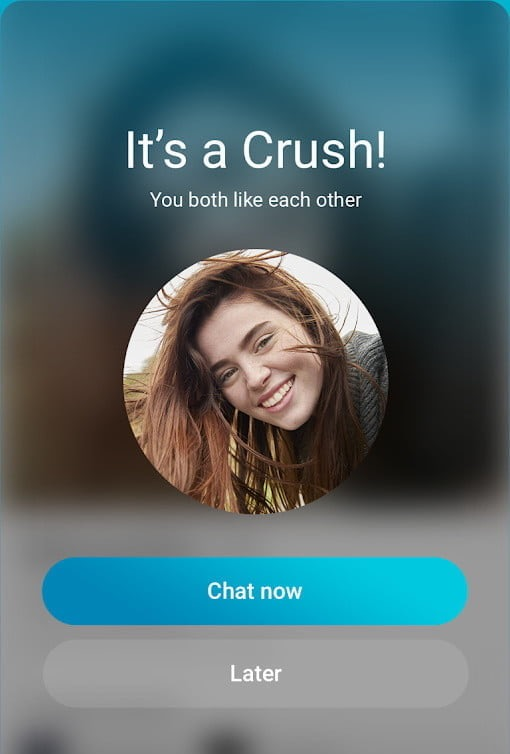 It’s a Crush!
You both like each other
Chat now
Later